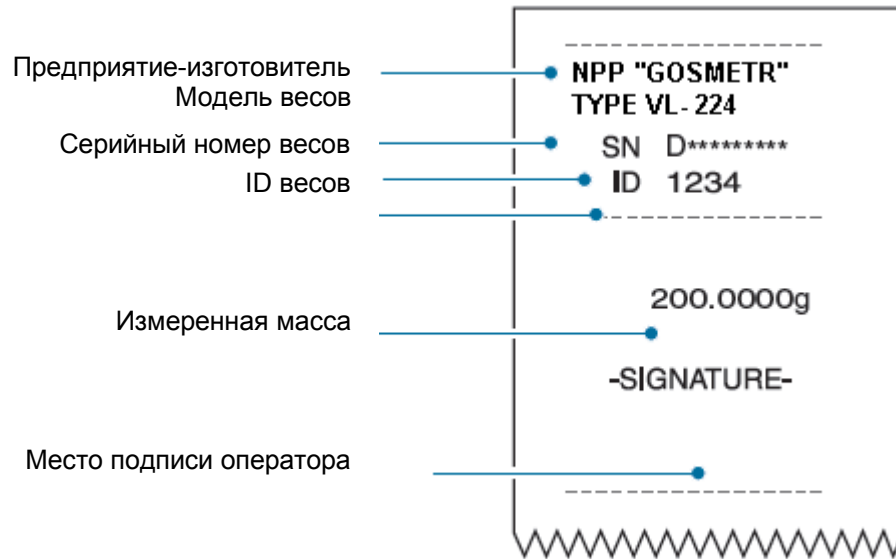 Предприятие-изготовитель
Модель весов
Серийный номер весов
ID весов
Измеренная масса
Место подписи оператора
NPP "GOSMETR"
TYPE VL-224
SN D*********
ID 1234
200.0000g
-SIGNATURE-